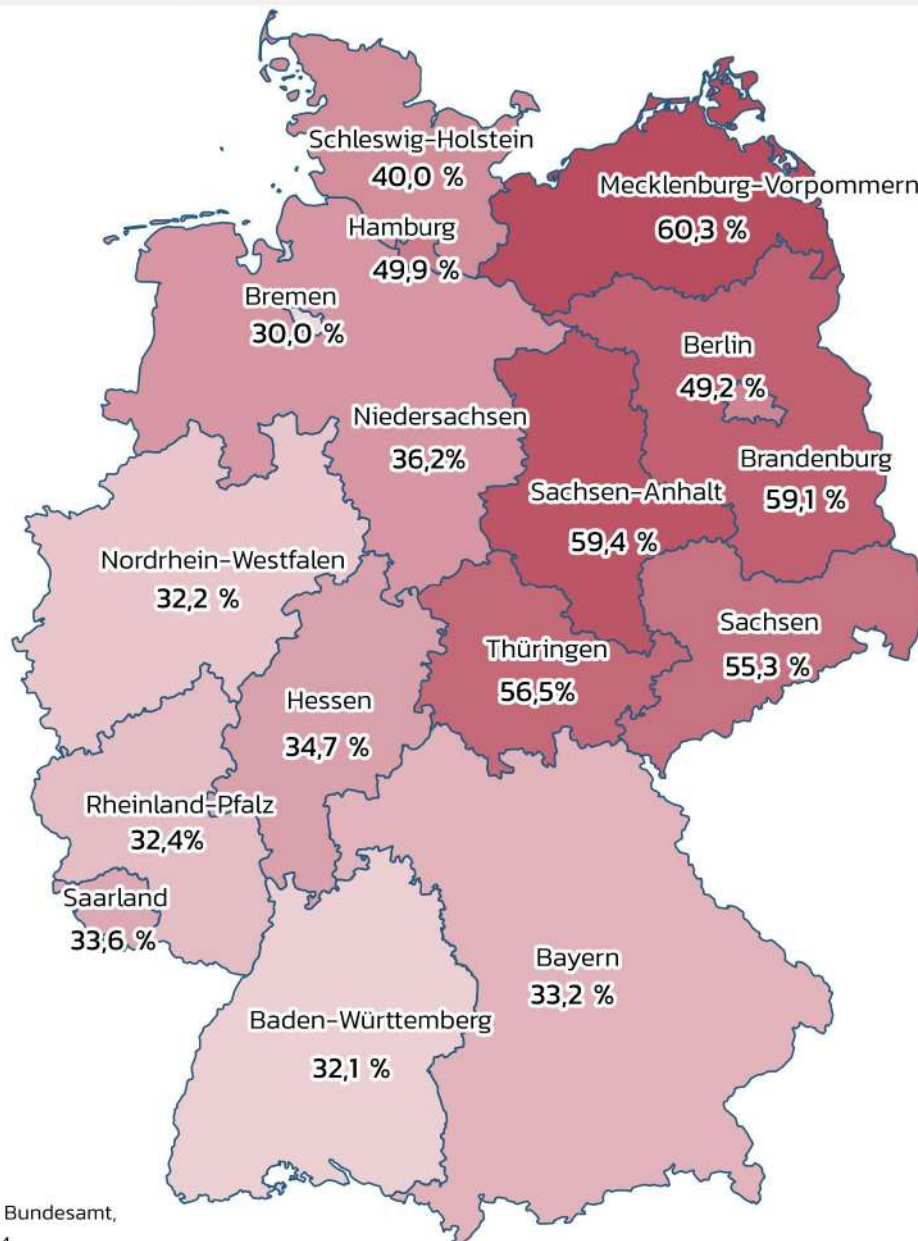 Schleswig-Holstein
40,0 %
Mecklenburg-Vorpommern
60,3 %
Hamburg
49,9 %
Bremen
30,0 %
Berlin
49,2 %
Niedersachsen
36,2%
Brandenburg
59,1 %
Sachsen-Anhalt
59,4 %
Nordrhein-Westfalen
32,2 %
Sachsen
55,3 %
Thüringen
56,5%
Hessen
34,7 %
Rheinland-Pfalz
32,4%
Saarland
33,6 %
Bayern
33,2 %
Baden-Württemberg
32,1 %
Bundesamt,